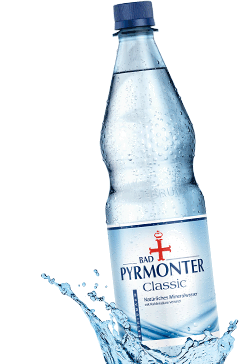 BAD
PYRMONTER
Classic
Natürliches Mineralwasser